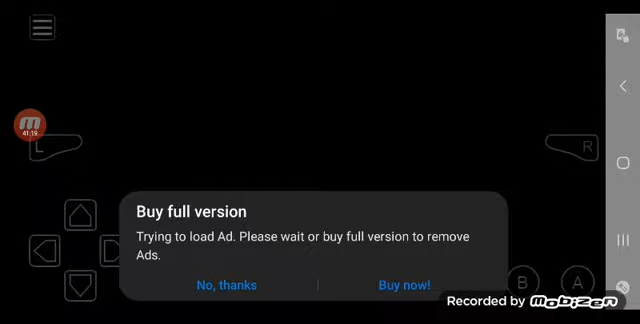 41:19
L
R
Buy full version
Trying to load Ad. Please wait or buy full version to remove
Ads.
No, thanks
Buy now!
B
A
Recorded by Mobizen